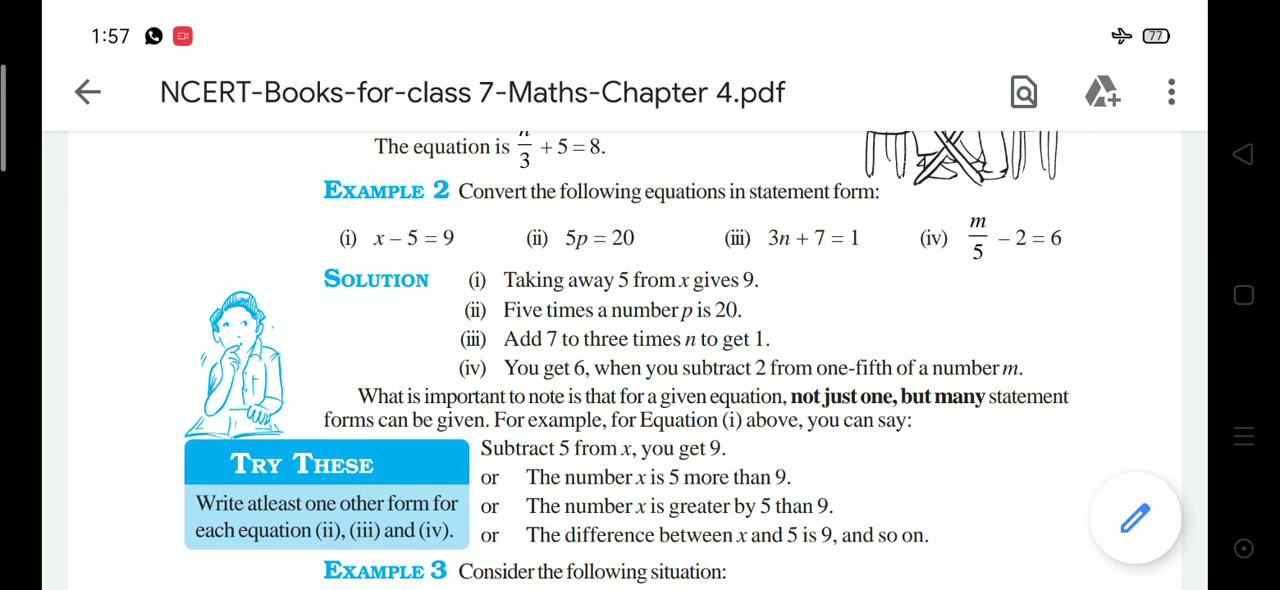 1:57
77
NCERT-Books-for-class 7-Maths-Chapter 4.pdf
The equation is n/3 + 5 = 8.
EXAMPLE 2 Convert the following equations in statement form:
(i) x – 5 = 9 (ii) 5p = 20 (iii) 3n + 7 = 1 (iv) m/5 – 2 = 6
SOLUTION (i) Taking away 5 from x gives 9.
(ii) Five times a number p is 20.
(iii) Add 7 to three times n to get 1.
(iv) You get 6, when you subtract 2 from one-fifth of a number m.
What is important to note is that for a given equation, not just one, but many statement
forms can be given. For example, for Equation (i) above, you can say:
Subtract 5 from x, you get 9.
or The number x is 5 more than 9.
or The number x is greater by 5 than 9.
or The difference between x and 5 is 9, and so on.
TRY THESE
Write atleast one other form for
each equation (ii), (iii) and (iv).
EXAMPLE 3 Consider the following situation: